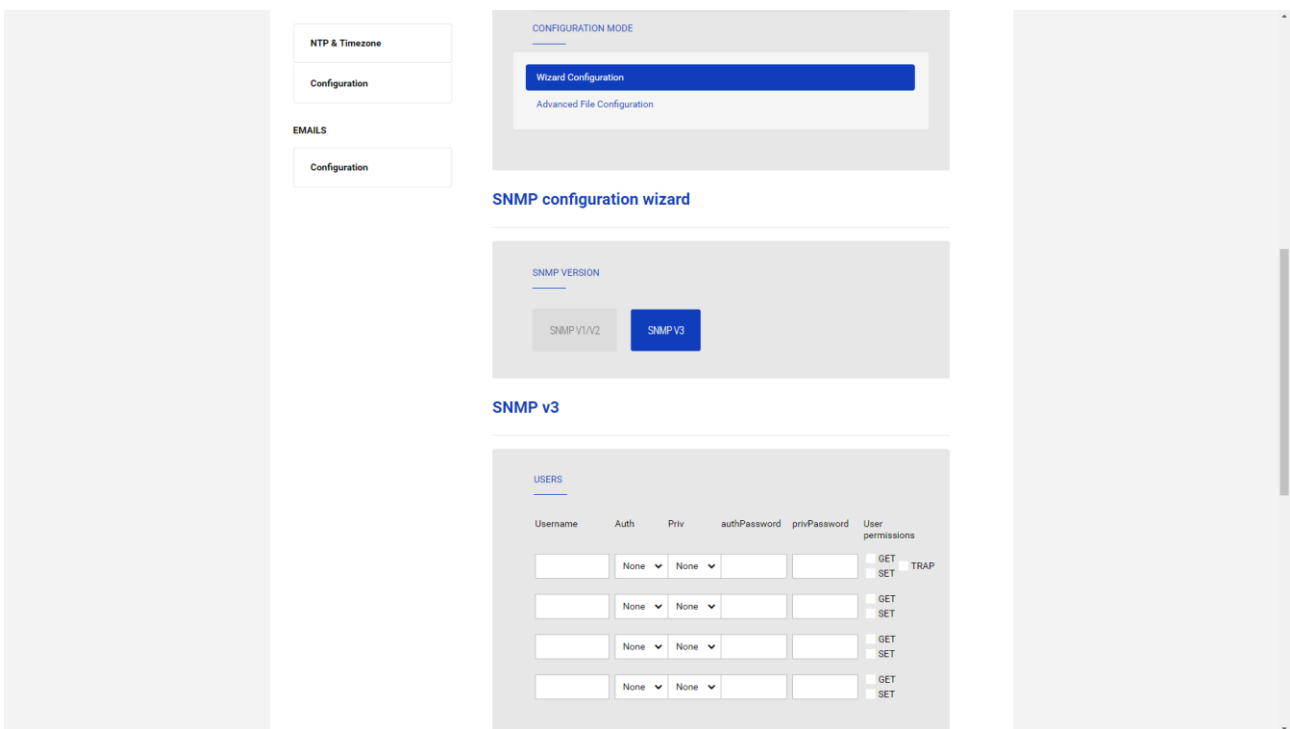 NTP & Timezone
Configuration
EMAILS
Configuration
CONFIGURATION MODE
Wizard Configuration
Advanced File Configuration
SNMP configuration wizard
SNMP VERSION
SNMP V1/V2 SNMP V3
SNMP v3
USERS
Username Auth Priv authPassword privPassword User permissions
None None GET SET TRAP
None None GET SET
None None GET SET
None None GET SET